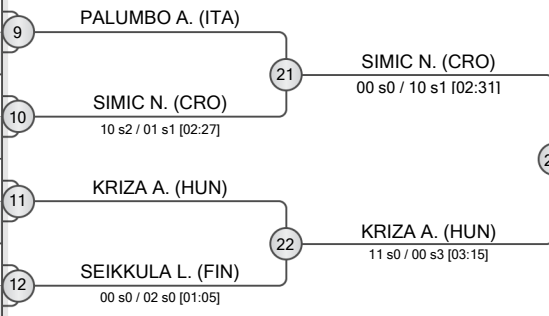 9
PALUMBO A. (ITA)
21
SIMIC N. (CRO)
00 s0 / 10 s1 [02:31]
10
SIMIC N. (CRO)
10 s2 / 01 s1 [02:27]
11
KRIZA A. (HUN)
22
KRIZA A. (HUN)
11 s0 / 00 s3 [03:15]
12
SEIKKULA L. (FIN)
00 s0 / 02 s0 [01:05]